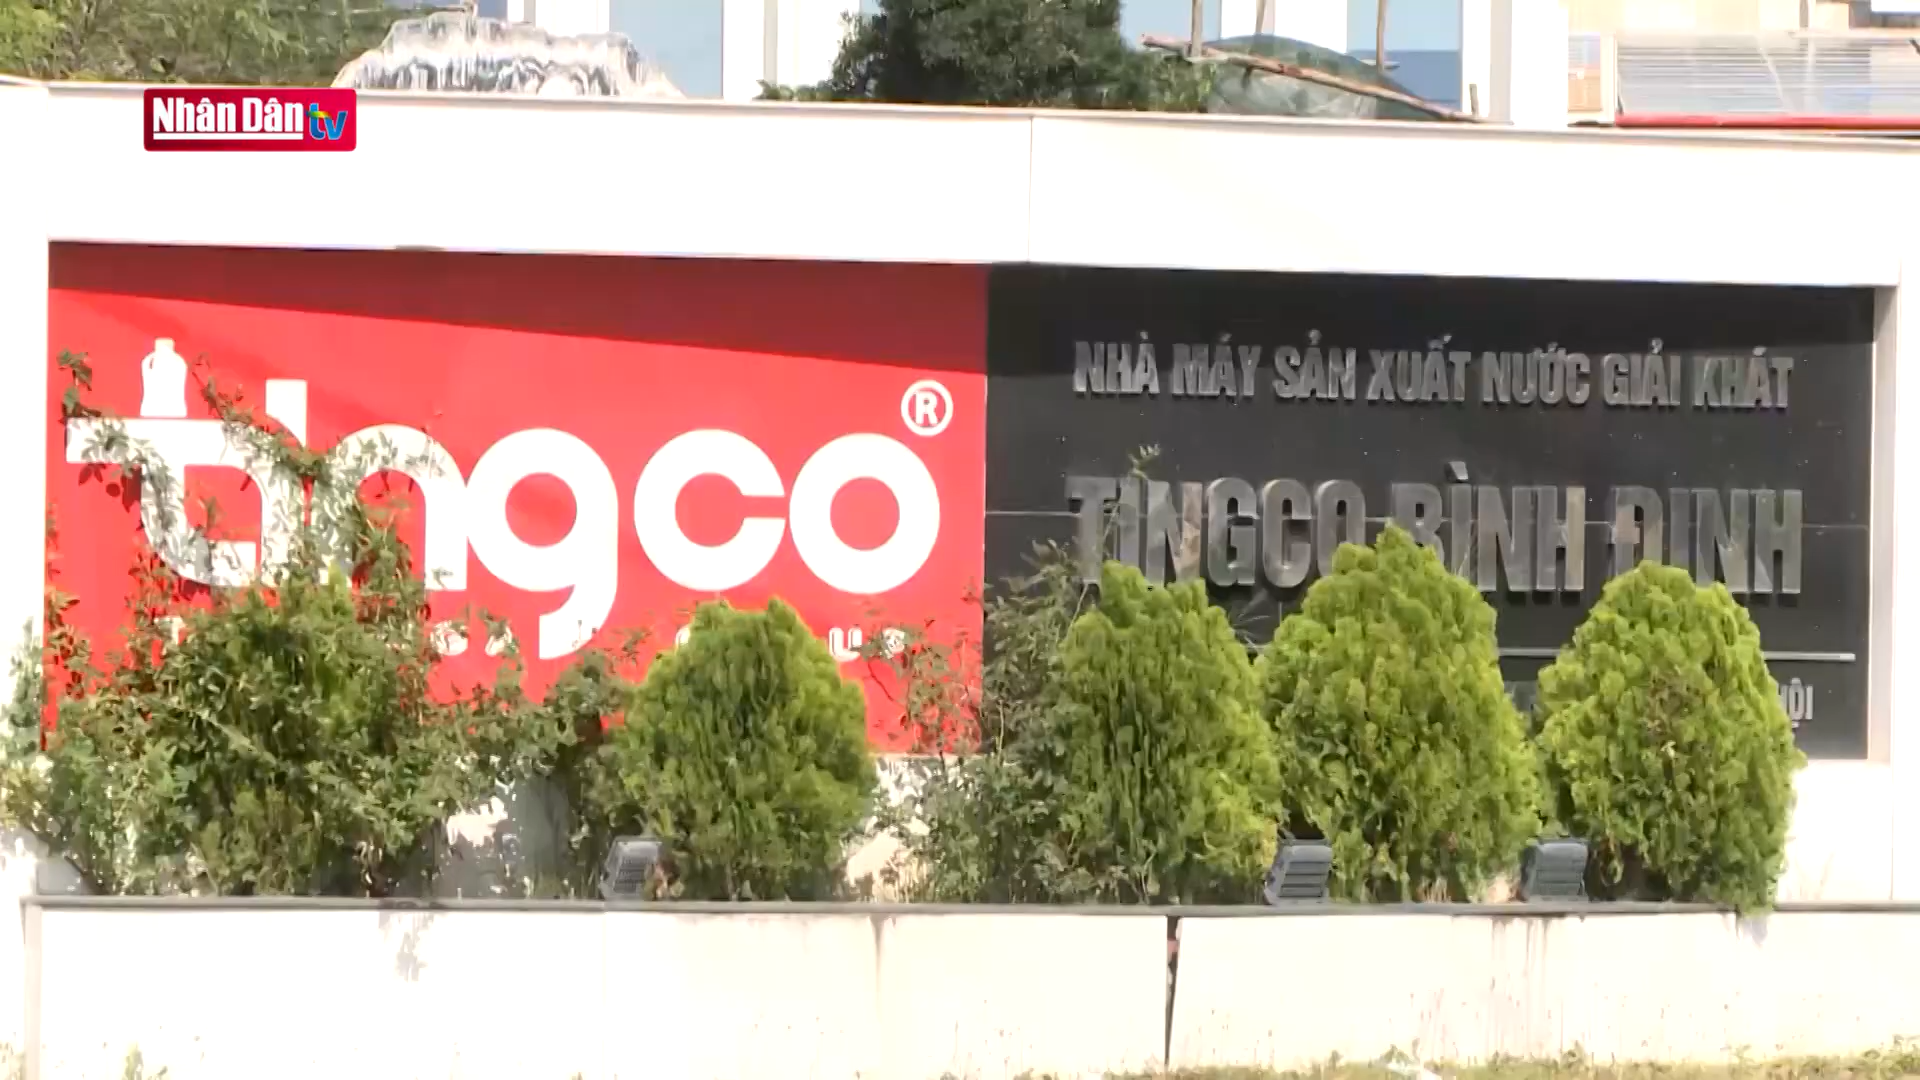 Nhân Dân tv
tingco ®
NHÀ MÁY SẢN XUẤT NƯỚC GIẢI KHÁT
TINGCO BÌNH ĐỊNH